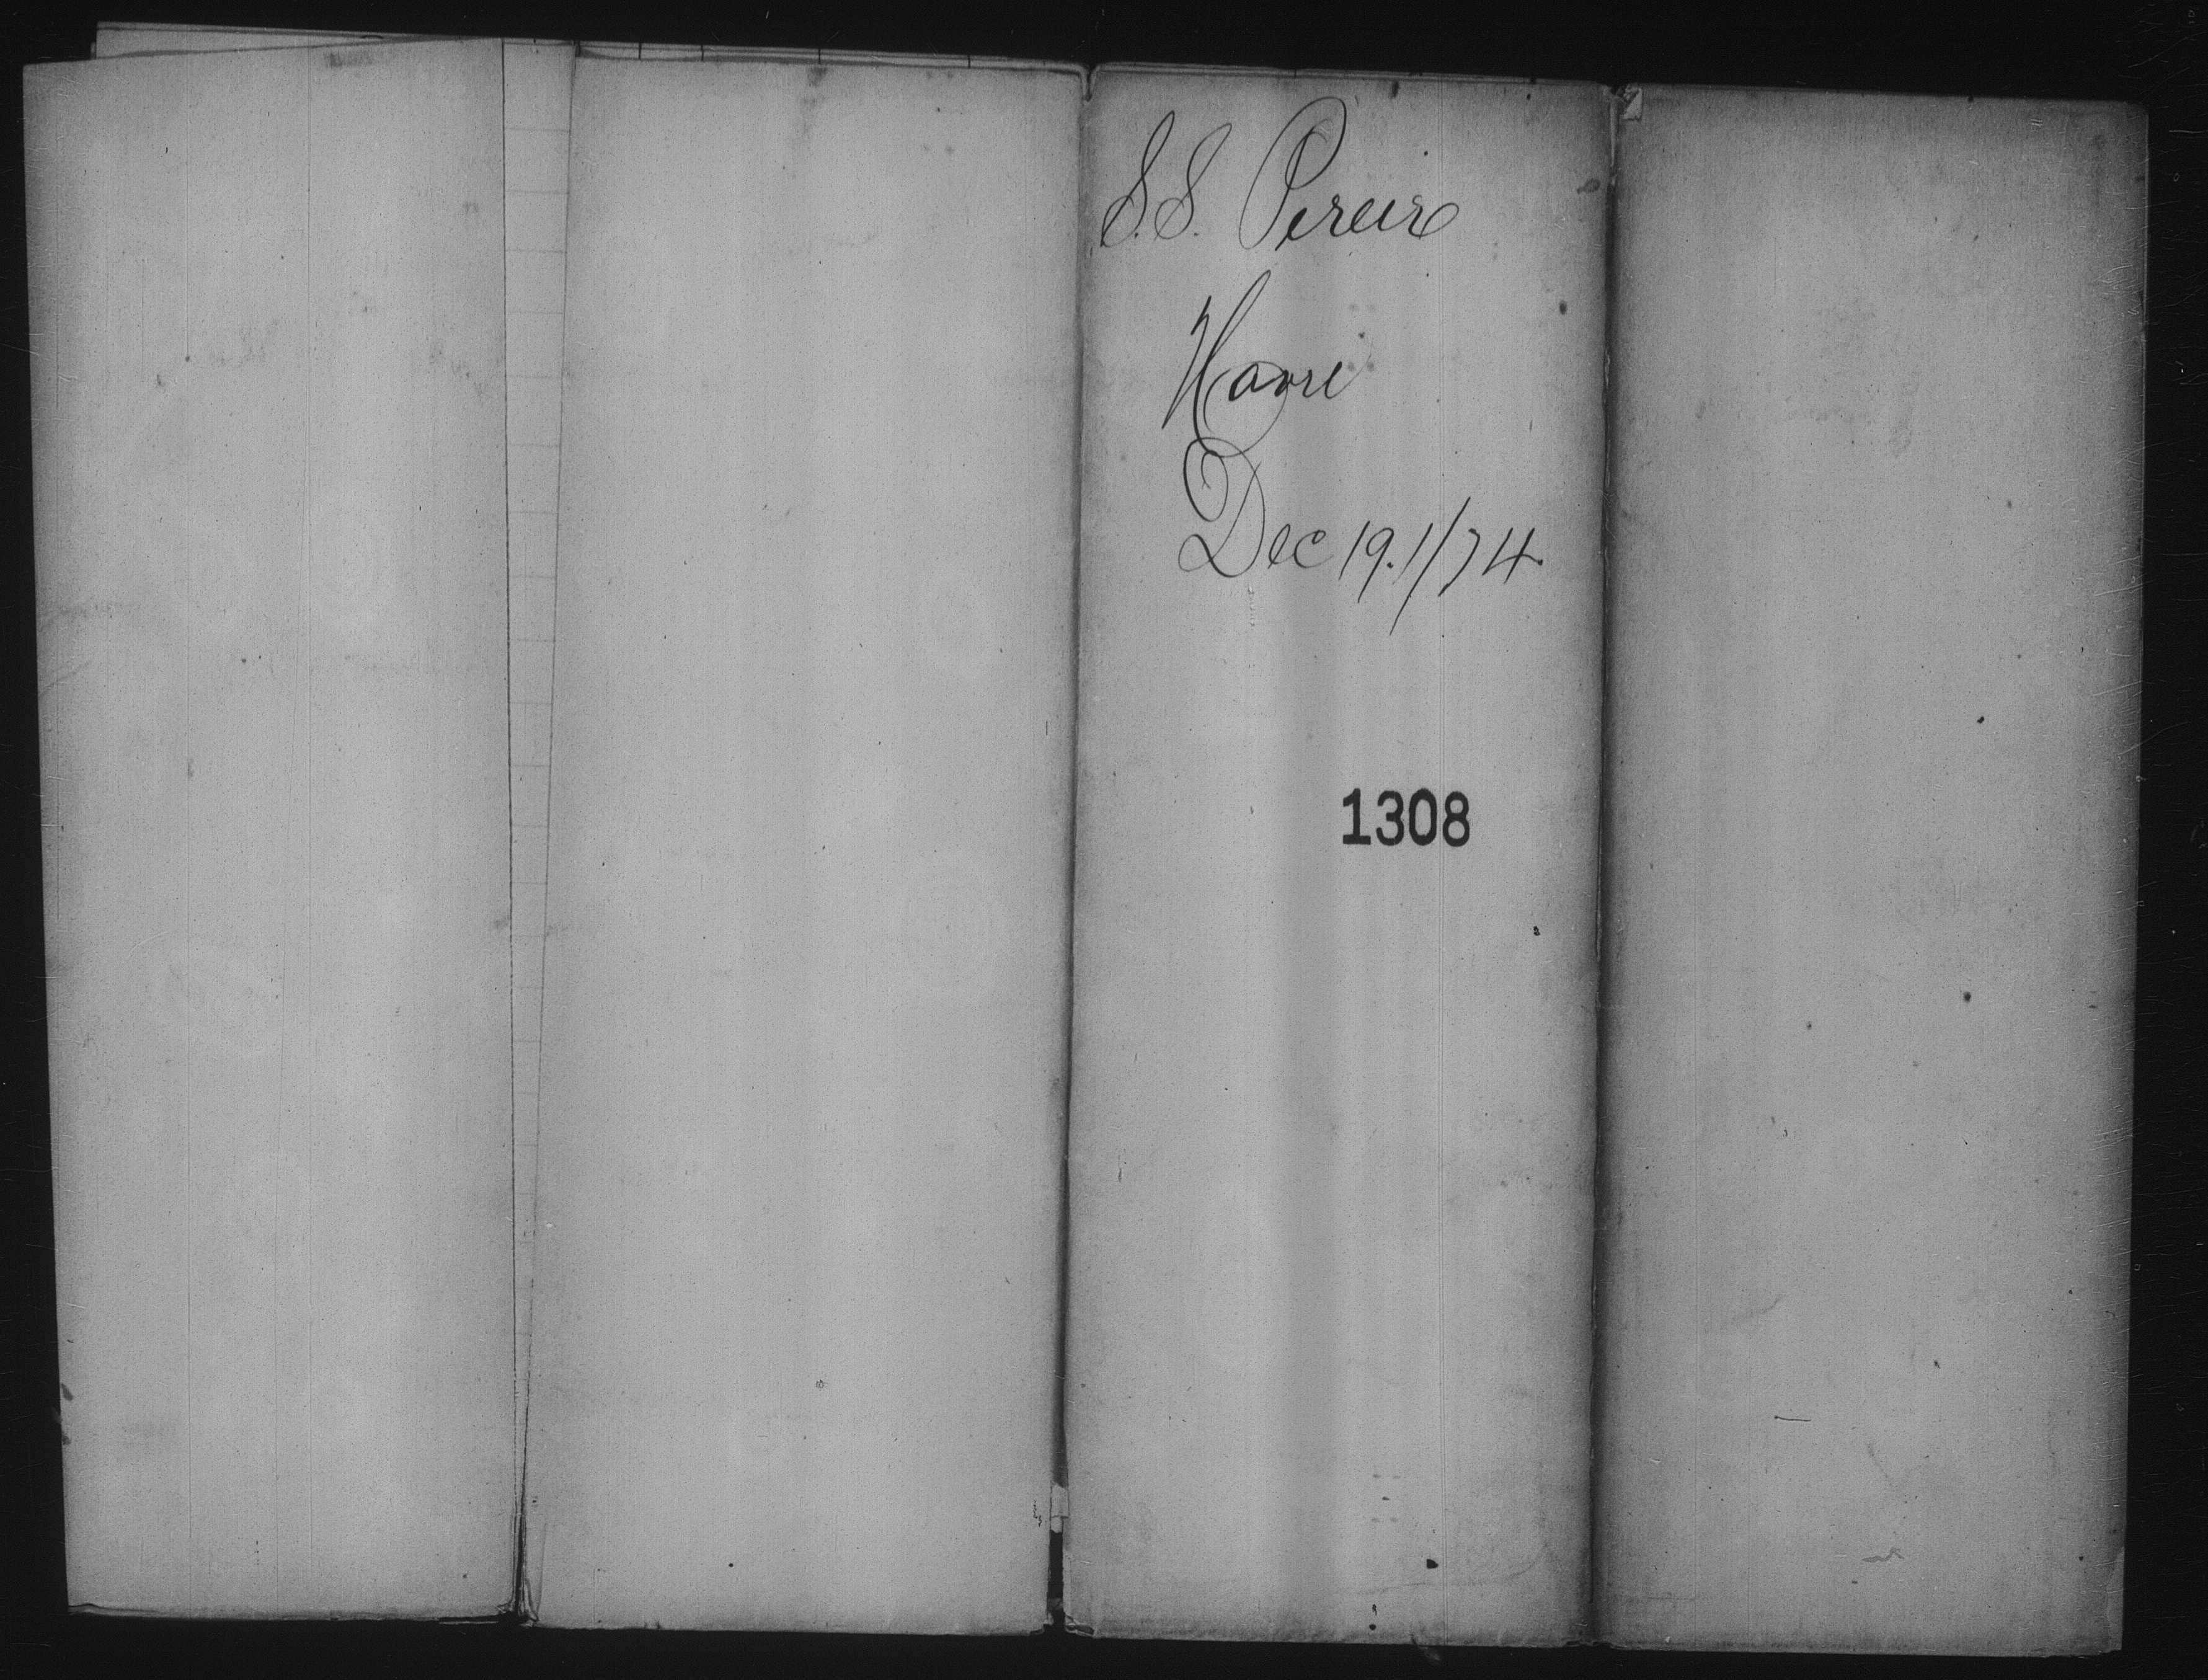 S.S. Pereire
Havre
Dec 19.1/74
1308